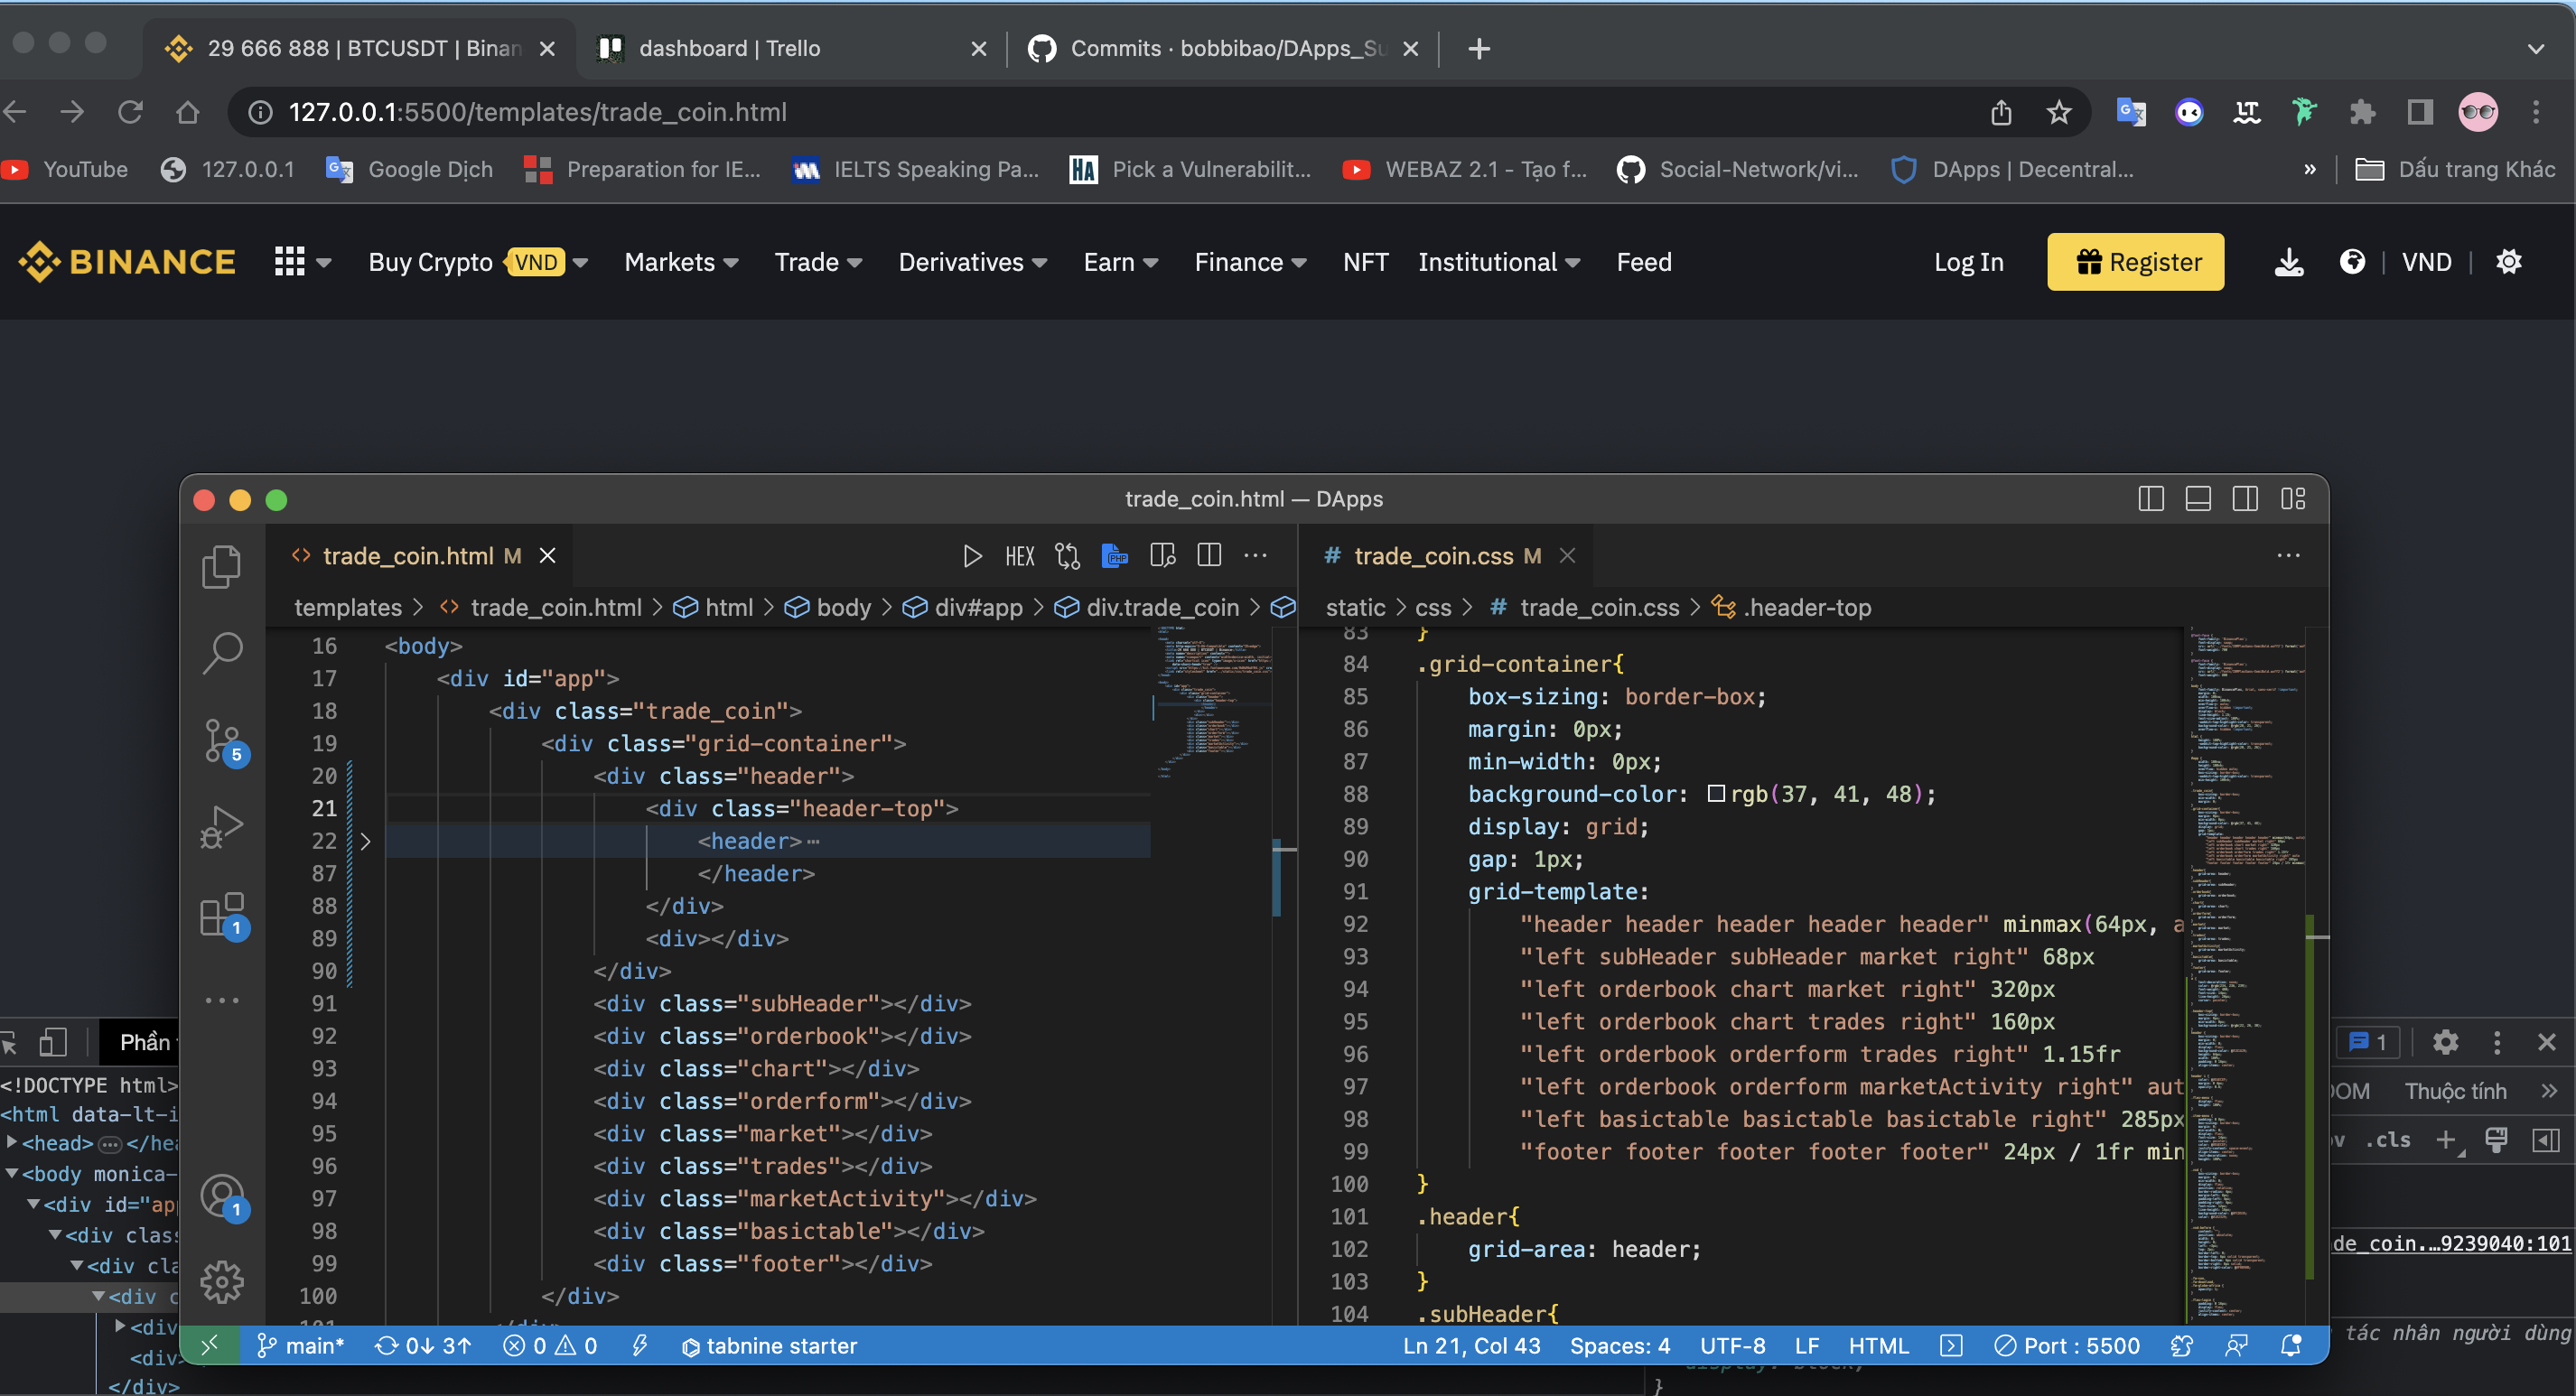 29 666 888 | BTCUSDT | Binan
dashboard | Trello
Commits · bobbibao/DApps_Su
127.0.0.1:5500/templates/trade_coin.html
YouTube
127.0.0.1
Google Dịch
Preparation for IE...
IELTS Speaking Pa...
Pick a Vulnerabilit...
WEBAZ 2.1 - Tạo f...
Social-Network/vi...
DApps | Decentral...
»
Dấu trang Khác
BINANCE
Buy Crypto VND
Markets
Trade
Derivatives
Earn
Finance
NFT
Institutional
Feed
Log In
Register
VND
trade_coin.html — DApps
trade_coin.html M
HEX
templates > trade_coin.html > html > body > div#app > div.trade_coin >
16 <body>
17 <div id="app">
18 <div class="trade_coin">
19 <div class="grid-container">
20 <div class="header">
21 <div class="header-top">
22 <header>⋯
87 </header>
88 </div>
89 <div></div>
90 </div>
91 <div class="subHeader"></div>
92 <div class="orderbook"></div>
93 <div class="chart"></div>
94 <div class="orderform"></div>
95 <div class="market"></div>
96 <div class="trades"></div>
97 <div class="marketActivity"></div>
98 <div class="basictable"></div>
99 <div class="footer"></div>
100 </div>
101 </div>
# trade_coin.css M
static > css > # trade_coin.css > .header-top
83 }
84 .grid-container{
85 box-sizing: border-box;
86 margin: 0px;
87 min-width: 0px;
88 background-color: rgb(37, 41, 48);
89 display: grid;
90 gap: 1px;
91 grid-template:
92 "header header header header header" minmax(64px, a
93 "left subHeader subHeader market right" 68px
94 "left orderbook chart market right" 320px
95 "left orderbook chart trades right" 160px
96 "left orderbook orderform trades right" 1.15fr
97 "left orderbook orderform marketActivity right" aut
98 "left basictable basictable basictable right" 285px
99 "footer footer footer footer footer" 24px / 1fr min
100 }
101 .header{
102 grid-area: header;
103 }
104 .subHeader{
5
1
1
main*
0↓ 3↑
0 0
tabnine starter
Ln 21, Col 43
Spaces: 4
UTF-8
LF
HTML
Port : 5500
Phần
<!DOCTYPE html>
<html data-lt-i
<head> ⋯ </hea
<body monica-
<div id="ap
<div clas
<div cla
<div c
<div
<div>
</div>
1
DOM
Thuộc tính
»
ov .cls
de_coin.…9239040:101
tác nhân người dùng
display: block;
}